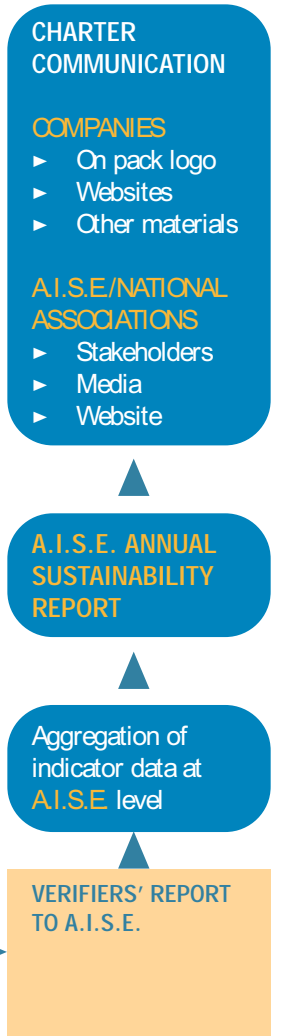 CHARTER
COMMUNICATION
COMPANIES
► On pack logo
► Websites
► Other materials
A.I.S.E./NATIONAL
ASSOCIATIONS
► Stakeholders
► Media
► Website
A.I.S.E. ANNUAL
SUSTAINABILITY
REPORT
Aggregation of
indicator data at
A.I.S.E. level
VERIFIERS' REPORT
TO A.I.S.E.